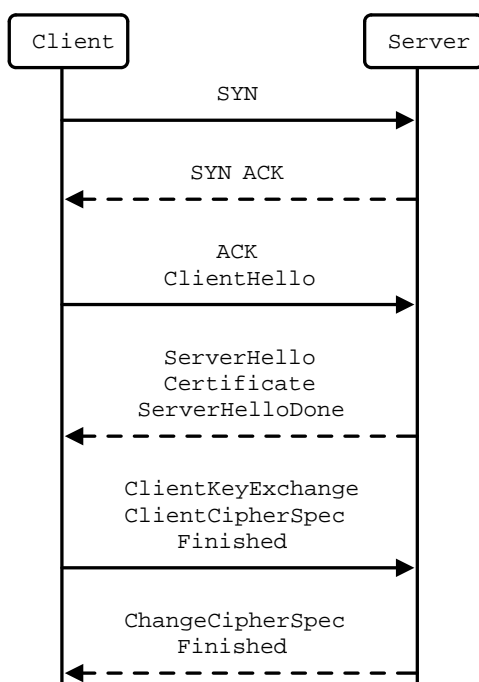 Client
Server
SYN
SYN ACK
ACK
ClientHello
ServerHello
Certificate
ServerHelloDone
ClientKeyExchange
ClientCipherSpec
Finished
ChangeCipherSpec
Finished